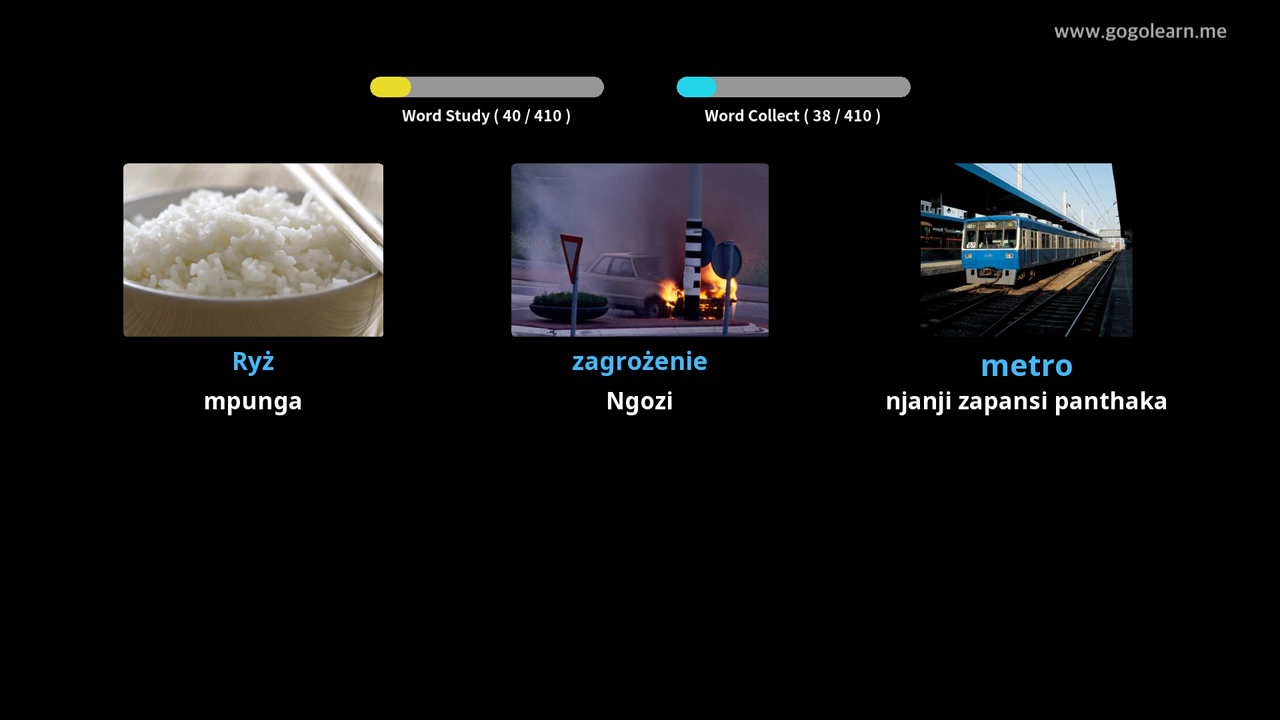 www.gogolearn.me
Word Study ( 40 / 410 )
Word Collect ( 38 / 410 )
Ryż
zagrożenie
metro
mpunga
Ngozi
njanji zapansi panthaka